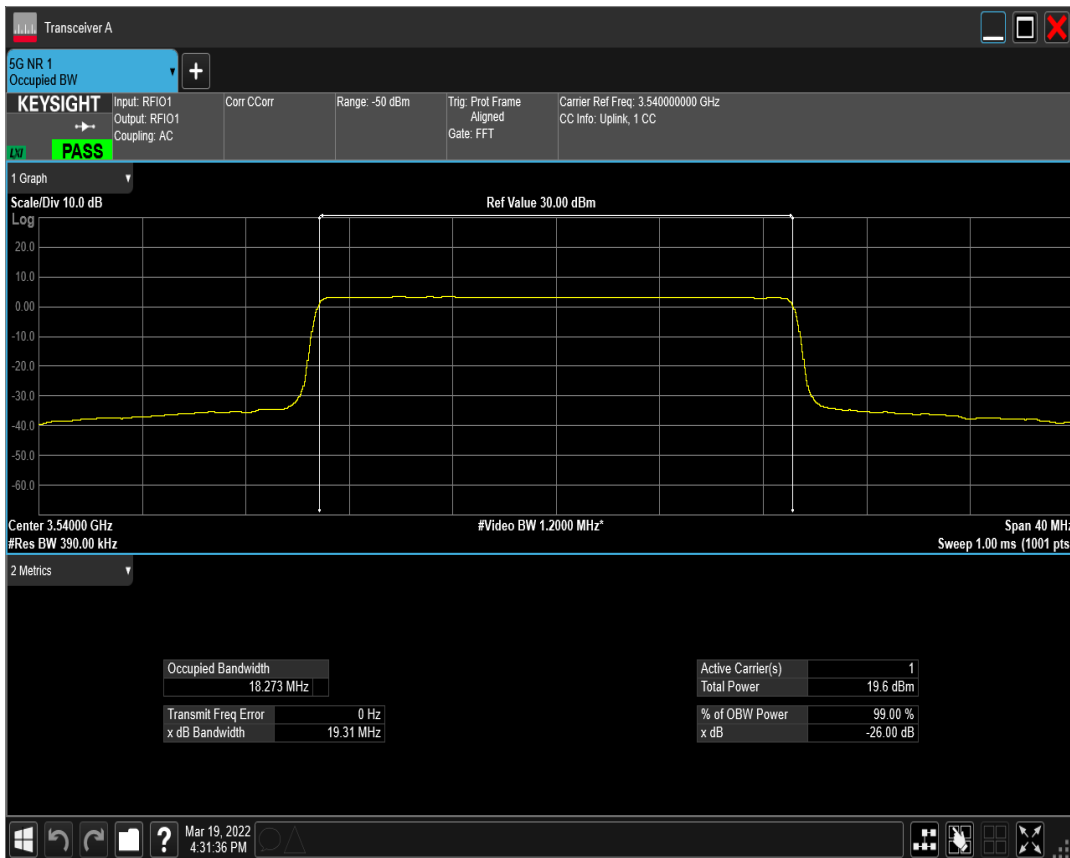 Transceiver A
5G NR 1
Occupied BW
KEYSIGHT
LXI
PASS
Input: RFIO1
Output: RFIO1
Coupling: AC
Corr CCorr
Range: -50 dBm
Trig: Prot Frame
Aligned
Gate: FFT
Carrier Ref Freq: 3.540000000 GHz
CC Info: Uplink, 1 CC
1 Graph
Scale/Div 10.0 dB
Ref Value 30.00 dBm
Log
20.0
10.0
0.00
-10.0
-20.0
-30.0
-40.0
-50.0
-60.0
Center 3.54000 GHz
#Video BW 1.2000 MHz*
Span 40 MHz
#Res BW 390.00 kHz
Sweep 1.00 ms (1001 pts
2 Metrics
Occupied Bandwidth
18.273 MHz
Transmit Freq Error 0 Hz
x dB Bandwidth 19.31 MHz
Active Carrier(s) 1
Total Power 19.6 dBm
% of OBW Power 99.00 %
x dB -26.00 dB
?
Mar 19, 2022
4:31:36 PM